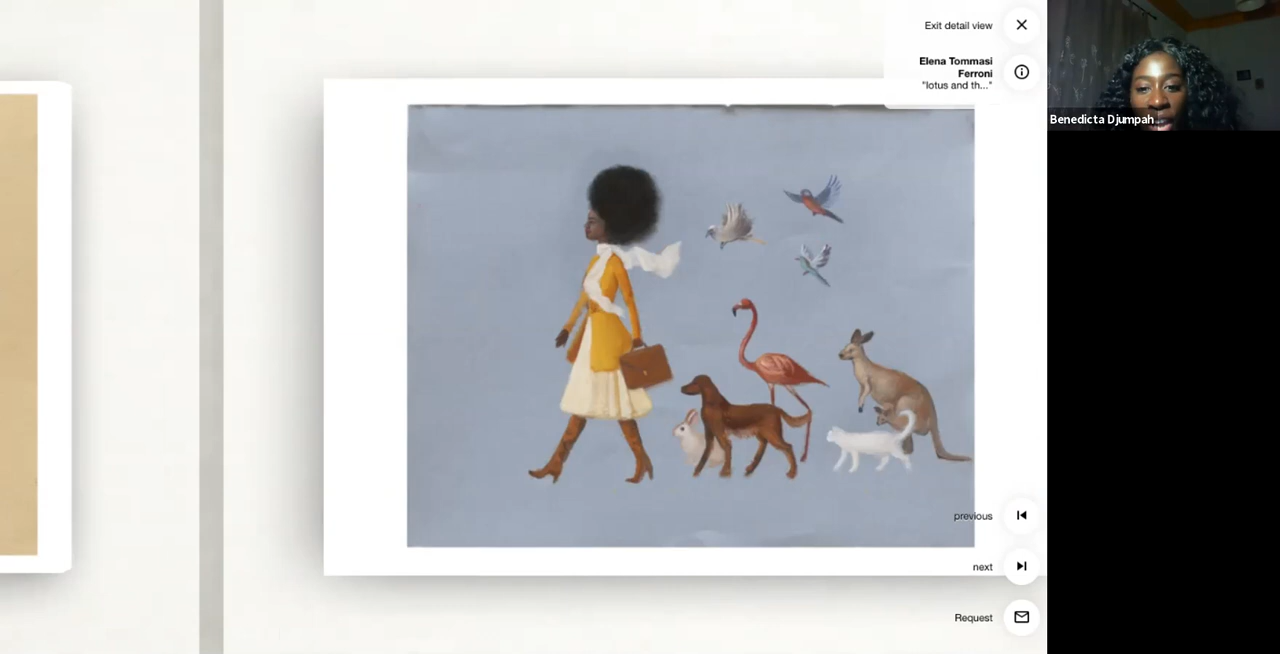 Exit detail view
Elena Tommasi
Ferroni
"lotus and th..."
Benedicta Djumpah
previous
next
Request